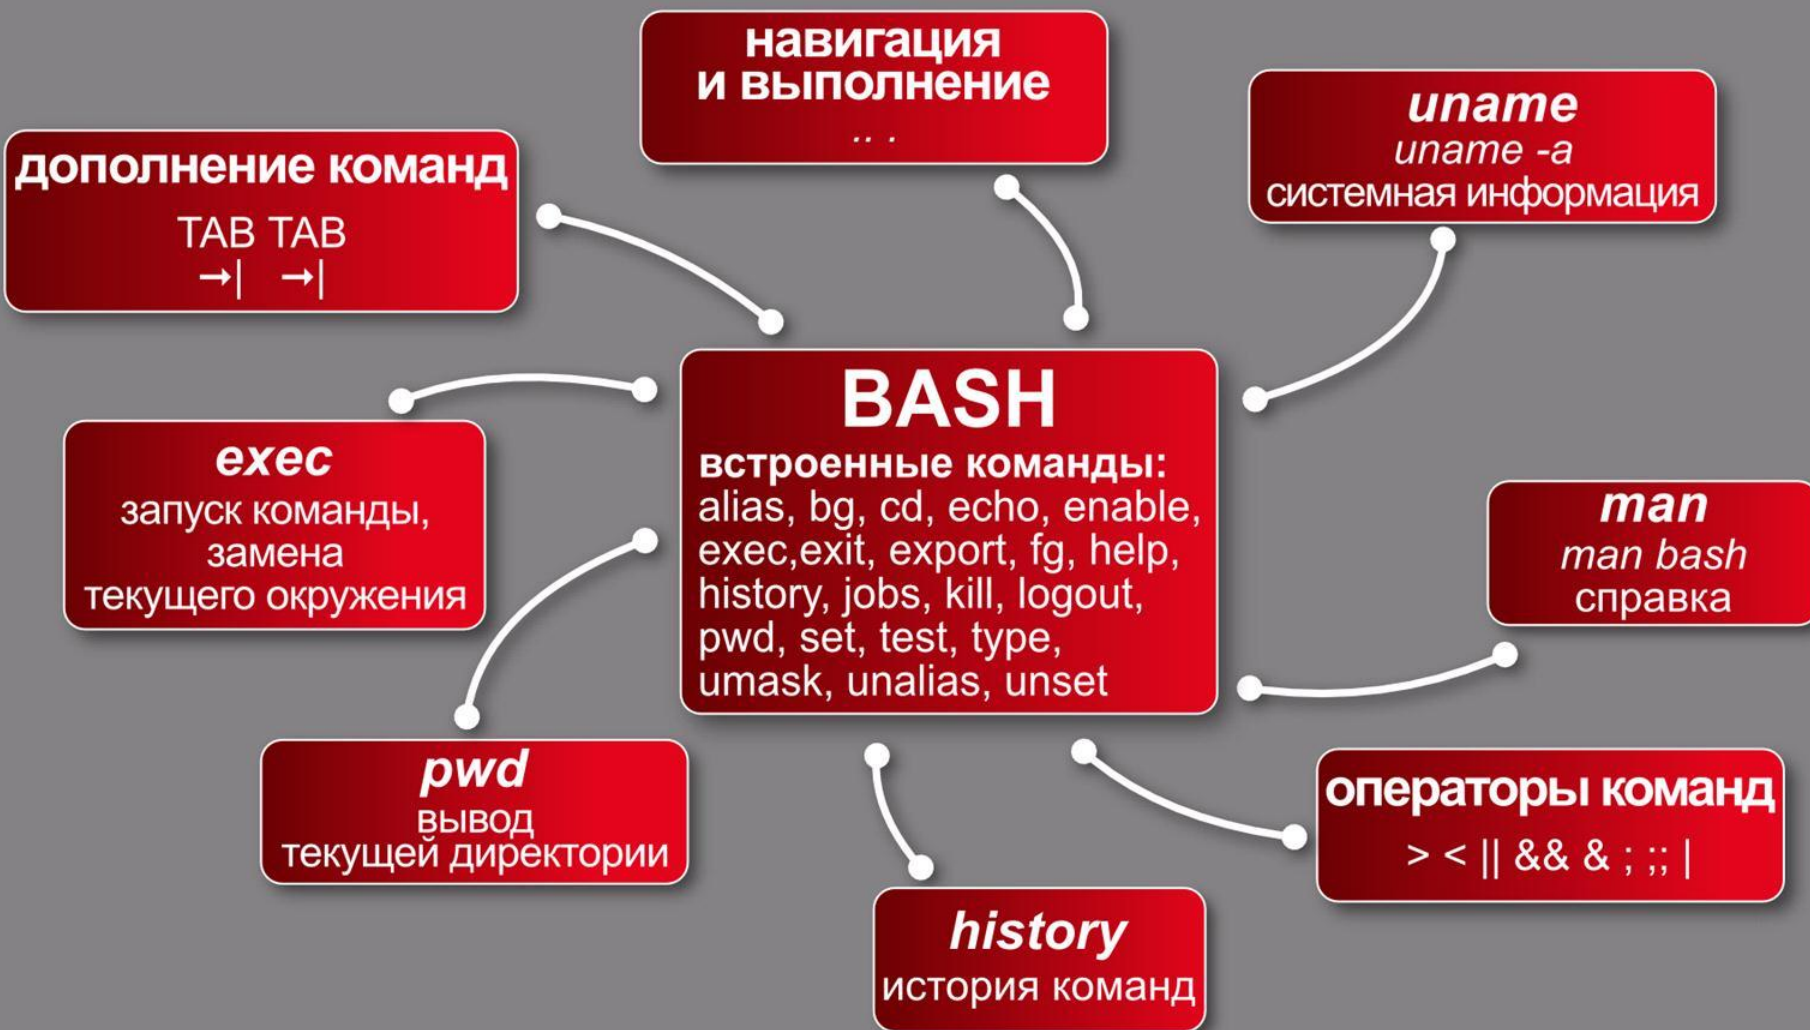 навигация
и выполнение
.. .
uname
uname -a
системная информация
дополнение команд
TAB TAB
→| →|
BASH
встроенные команды:
alias, bg, cd, echo, enable,
exec,exit, export, fg, help,
history, jobs, kill, logout,
pwd, set, test, type,
umask, unalias, unset
exec
запуск команды,
замена
текущего окружения
man
man bash
справка
pwd
вывод
текущей директории
операторы команд
> < || && & ; ;; |
history
история команд